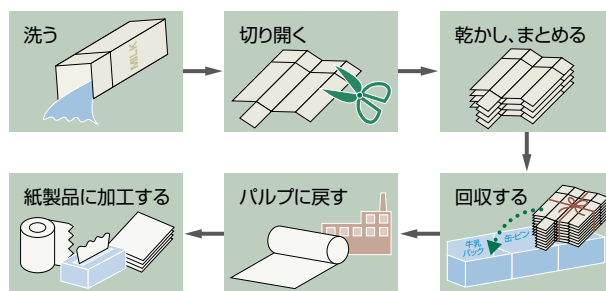 洗う
MILK
切り開く
乾かし、まとめる
回収する
牛乳
パック
缶・ビン
パルプに戻す
紙製品に加工する